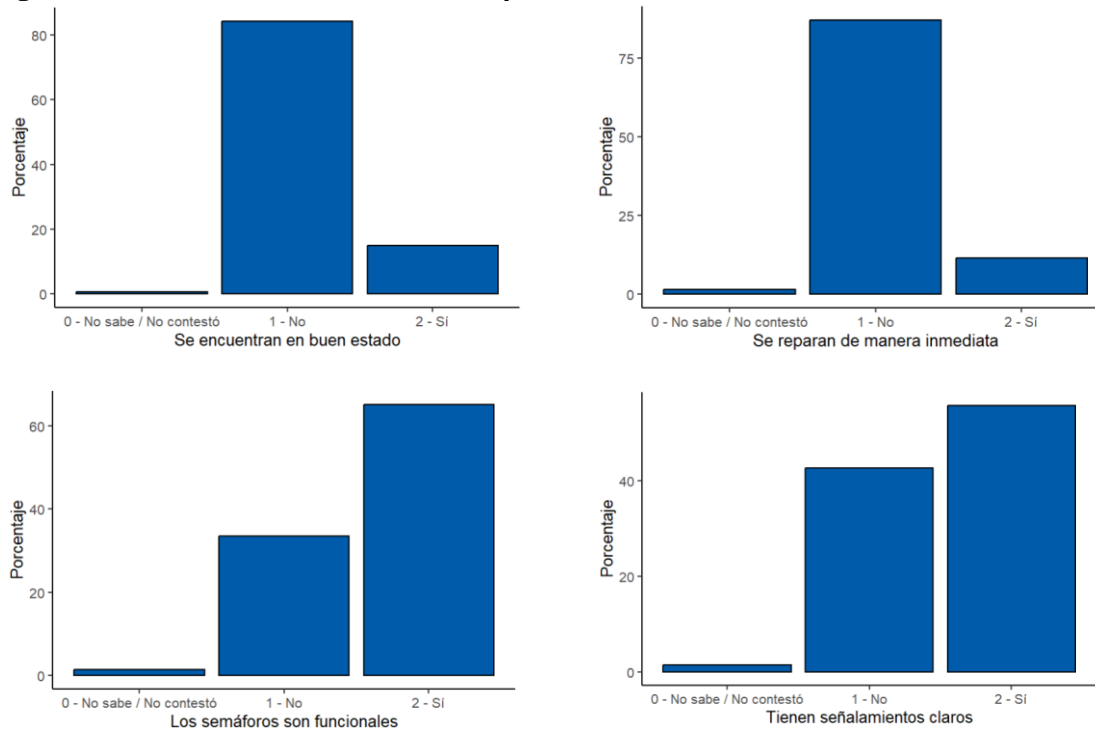 80
60
40
20
0
Porcentaje
0 - No sabe / No contestó 1 - No 2 - Sí
Se encuentran en buen estado
75
50
25
0
Porcentaje
0 - No sabe / No contestó 1 - No 2 - Sí
Se reparan de manera inmediata
60
40
20
0
Porcentaje
0 - No sabe / No contestó 1 - No 2 - Sí
Los semáforos son funcionales
40
20
0
Porcentaje
0 - No sabe / No contestó 1 - No 2 - Sí
Tienen señalamientos claros